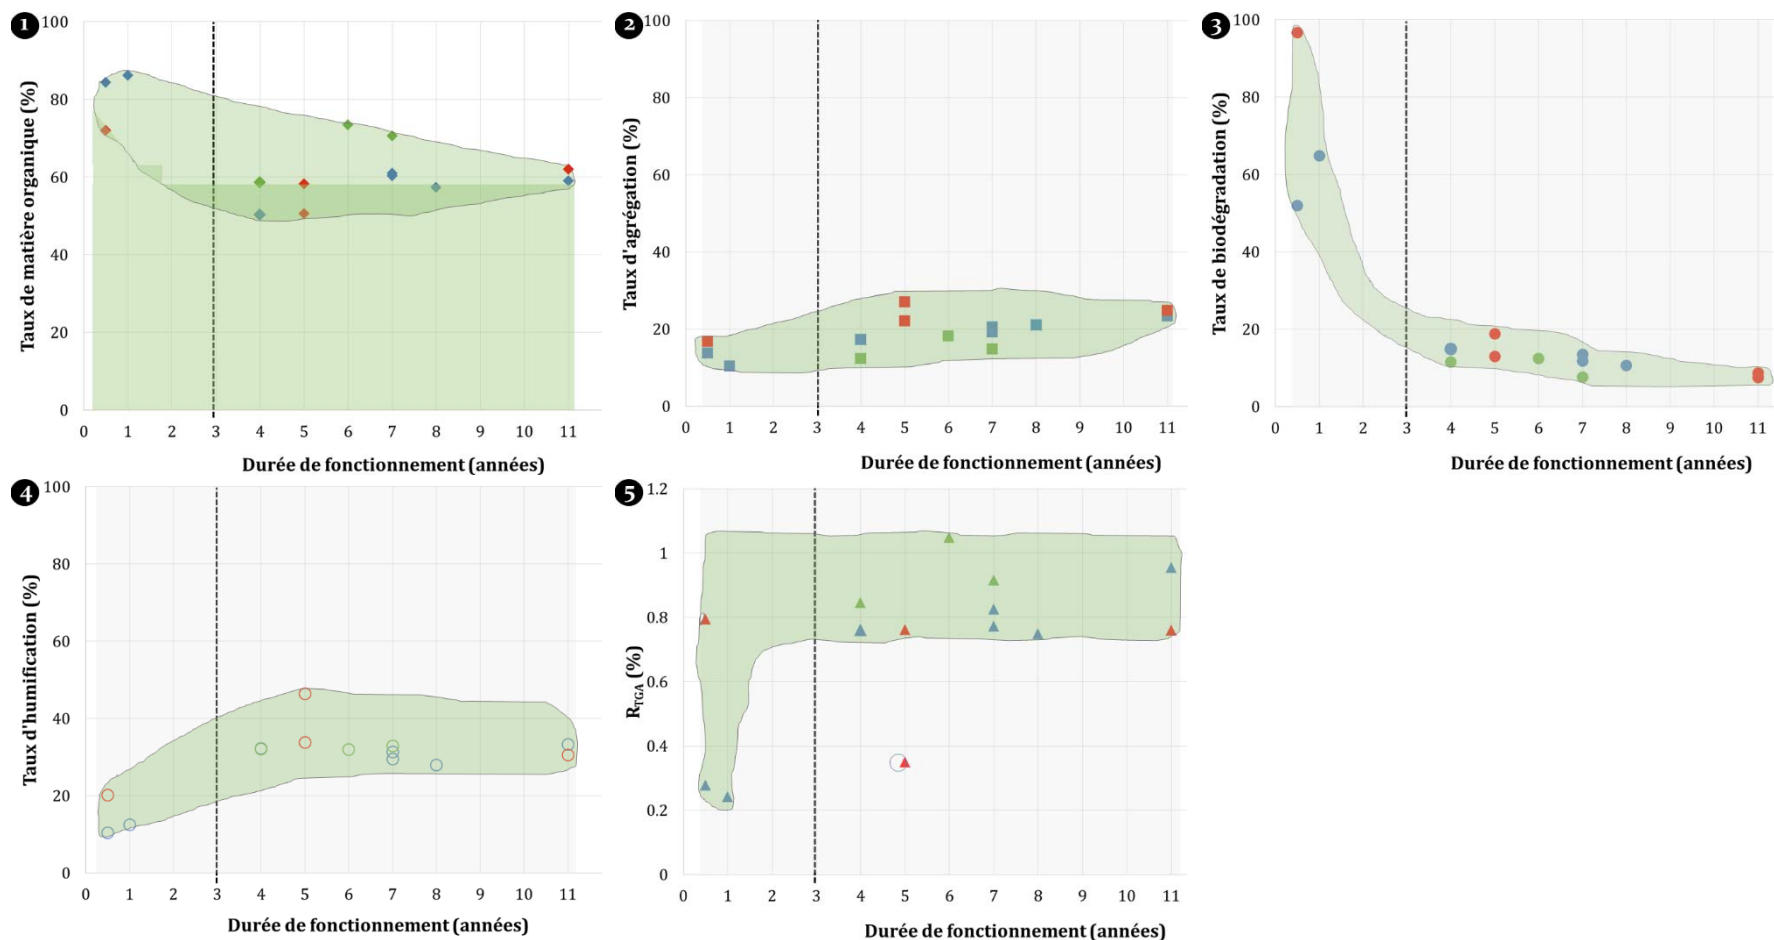 1
Taux de matière organique (%)
100
80
60
40
20
0
0 1 2 3 4 5 6 7 8 9 10 11
Durée de fonctionnement (années)
2
Taux d'agrégation (%)
100
80
60
40
20
0
0 1 2 3 4 5 6 7 8 9 10 11
Durée de fonctionnement (années)
3
Taux de biodégradation (%)
100
80
60
40
20
0
0 1 2 3 4 5 6 7 8 9 10 11
Durée de fonctionnement (années)
4
Taux d'humification (%)
100
80
60
40
20
0
0 1 2 3 4 5 6 7 8 9 10 11
Durée de fonctionnement (années)
5
RTGA (%)
1.2
1
0.8
0.6
0.4
0.2
0
0 1 2 3 4 5 6 7 8 9 10 11
Durée de fonctionnement (années)